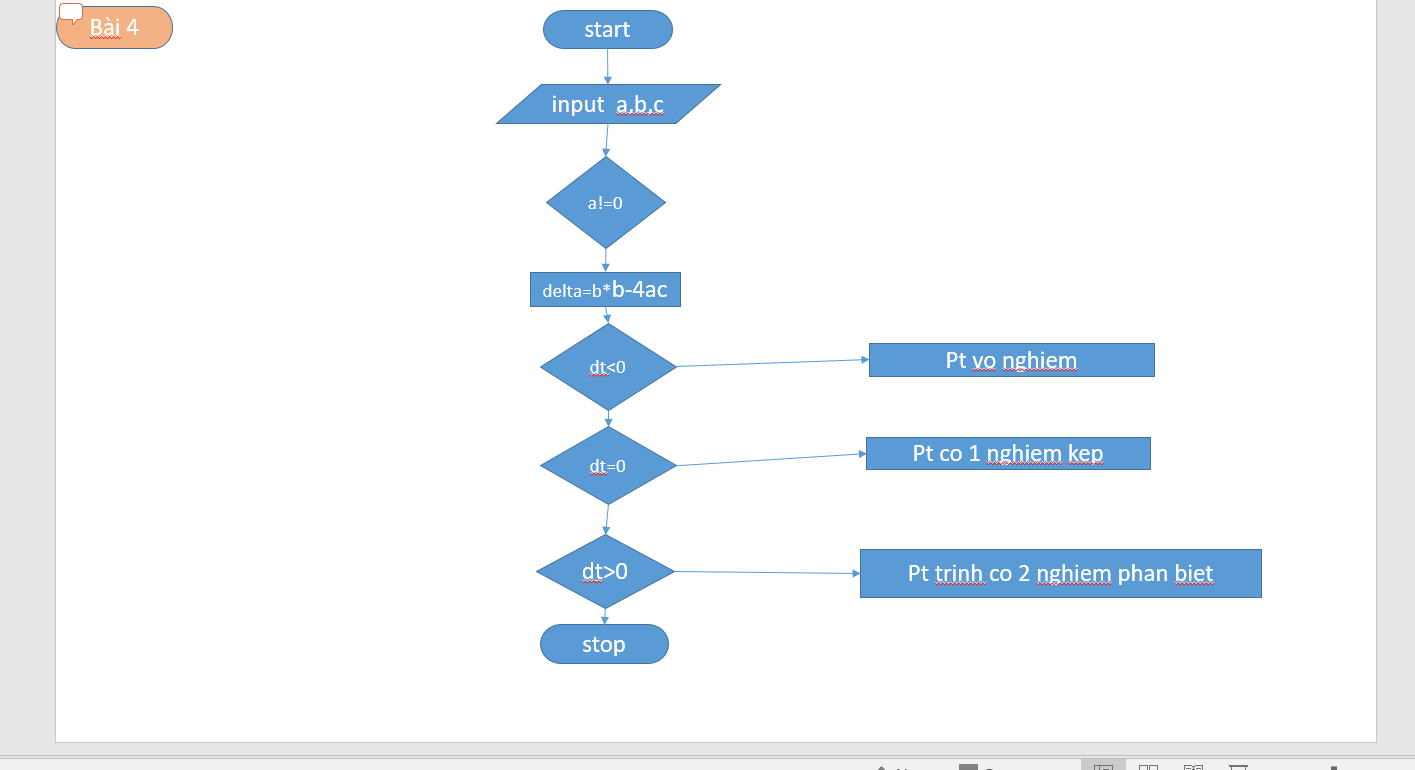 Bài 4
start
input a,b,c
a!=0
delta=b*b-4ac
dt<0
Pt vo nghiem
dt=0
Pt co 1 nghiem kep
dt>0
Pt trinh co 2 nghiem phan biet
stop